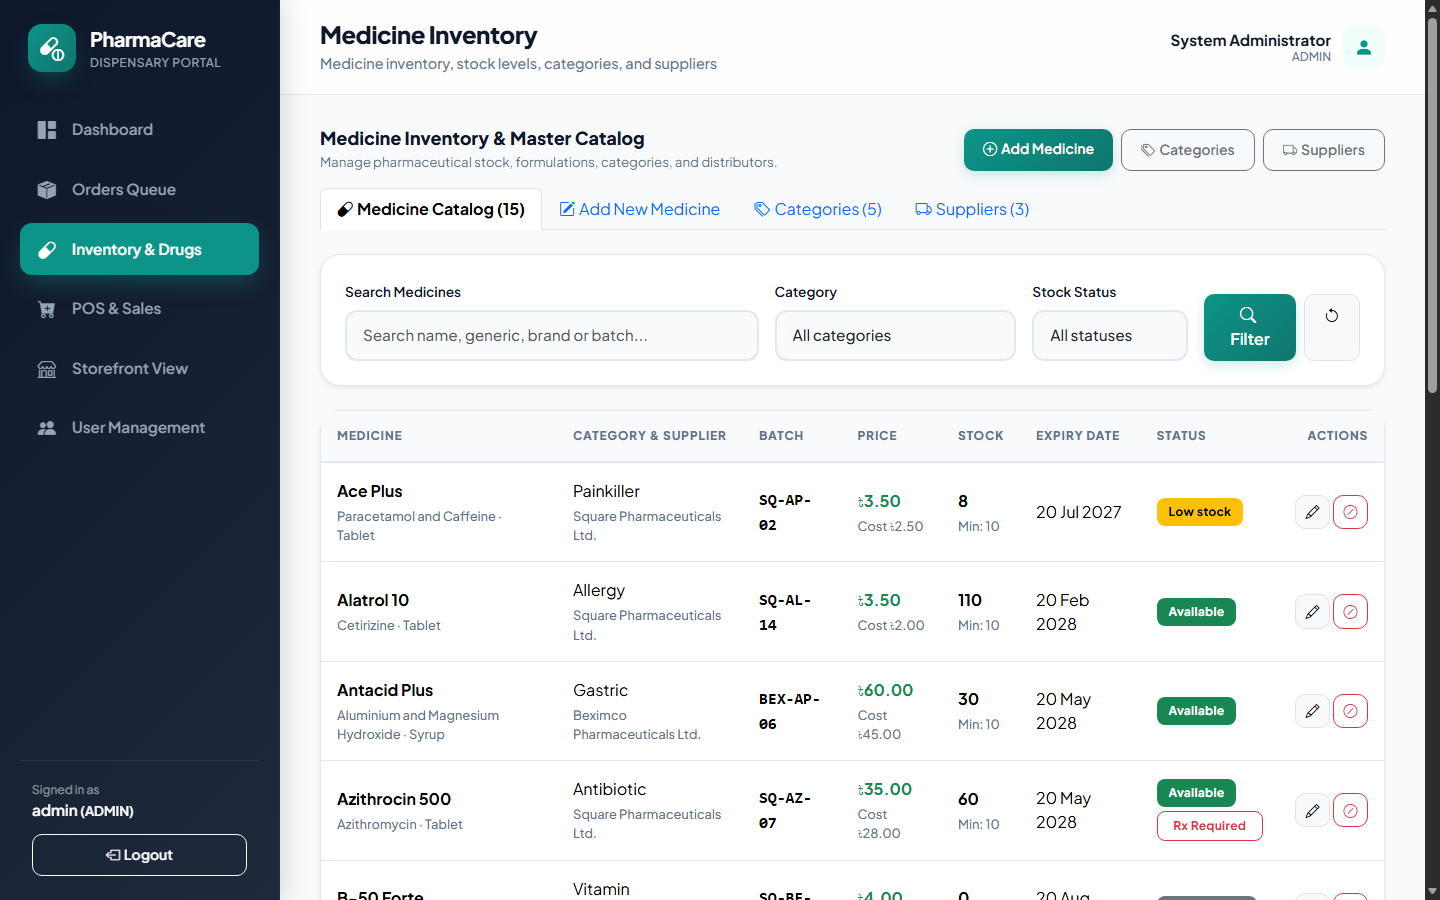 PharmaCare
DISPENSARY PORTAL
Dashboard
Orders Queue
Inventory & Drugs
POS & Sales
Storefront View
User Management
Signed in as
admin (ADMIN)
Logout
Medicine Inventory
Medicine inventory, stock levels, categories, and suppliers
System Administrator
ADMIN
Medicine Inventory & Master Catalog
Manage pharmaceutical stock, formulations, categories, and distributors.
Add Medicine
Categories
Suppliers
Medicine Catalog (15)
Add New Medicine
Categories (5)
Suppliers (3)
Search Medicines
Category
Stock Status
Search name, generic, brand or batch...
All categories
All statuses
Filter
MEDICINE CATEGORY & SUPPLIER BATCH PRICE STOCK EXPIRY DATE STATUS ACTIONS
Ace Plus
Paracetamol and Caffeine ·
Tablet
Painkiller
Square Pharmaceuticals
Ltd.
SQ-AP-
02
৳3.50
Cost ৳2.50
8
Min: 10
20 Jul 2027
Low stock
Alatrol 10
Cetirizine · Tablet
Allergy
Square Pharmaceuticals
Ltd.
SQ-AL-
14
৳3.50
Cost ৳2.00
110
Min: 10
20 Feb
2028
Available
Antacid Plus
Aluminium and Magnesium
Hydroxide · Syrup
Gastric
Beximco
Pharmaceuticals Ltd.
BEX-AP-
06
৳60.00
Cost
৳45.00
30
Min: 10
20 May
2028
Available
Azithrocin 500
Azithromycin · Tablet
Antibiotic
Square Pharmaceuticals
Ltd.
SQ-AZ-
07
৳35.00
Cost
৳28.00
60
Min: 10
20 May
2028
Available
Rx Required
B-50 Forte
Vitamin
SQ-BF-
৳4.00
0
20 Aug